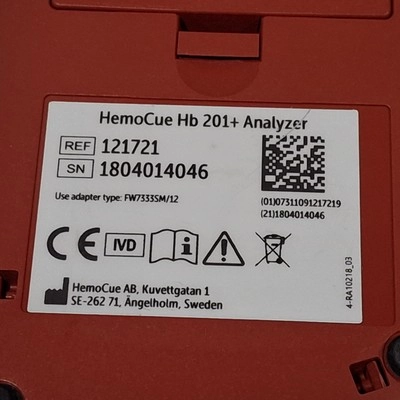 HemoCue Hb 201+ Analyzer
REF 121721
SN 1804014046
Use adapter type: FW7333SM/12
(01)07311091217219
(21)1804014046
CE IVD
HemoCue AB, Kuvettgatan 1
SE-262 71, Ängelholm, Sweden
4-RA10218_03